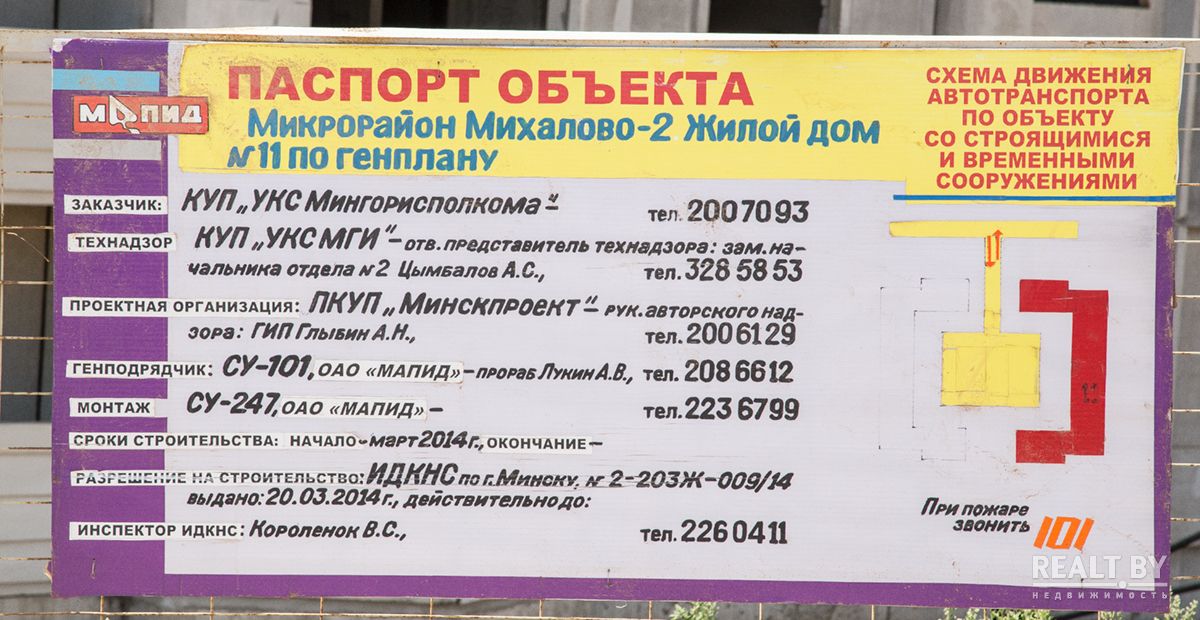 МАПИД
ПАСПОРТ ОБЪЕКТА
Микрорайон Михалово-2 Жилой дом
№11 по генплану
СХЕМА ДВИЖЕНИЯ
АВТОТРАНСПОРТА
ПО ОБЪЕКТУ
СО СТРОЯЩИМИСЯ
И ВРЕМЕННЫМИ
СООРУЖЕНИЯМИ
ЗАКАЗЧИК: КУП „УКС Мингорисполкома“– тел. 2007093
ТЕХНАДЗОР КУП „УКС МГИ“– отв. представитель технадзора: зам. на-
чальника отдела №2 Цымбалов А.С., тел. 328 58 53
ПРОЕКТНАЯ ОРГАНИЗАЦИЯ: ПКУП „Минскпроект“– рук. авторского над-
зора: ГИП Глыбин А.Н., тел. 2006129
ГЕНПОДРЯДЧИК: СУ-101, ОАО «МАПИД» – прораб Лукин А.В., тел. 208 6612
МОНТАЖ СУ-247, ОАО «МАПИД» – тел. 223 6799
СРОКИ СТРОИТЕЛЬСТВА: НАЧАЛО – март 2014г., ОКОНЧАНИЕ –
РАЗРЕШЕНИЕ НА СТРОИТЕЛЬСТВО: ИДКНС по г. Минску, № 2-203Ж-009/14
выдано: 20.03.2014г., действительно до:
ИНСПЕКТОР ИДКНС: Короленок В.С., тел. 226 0411
При пожаре
звонить 101
REALT.BY
НЕДВИЖИМОСТЬ